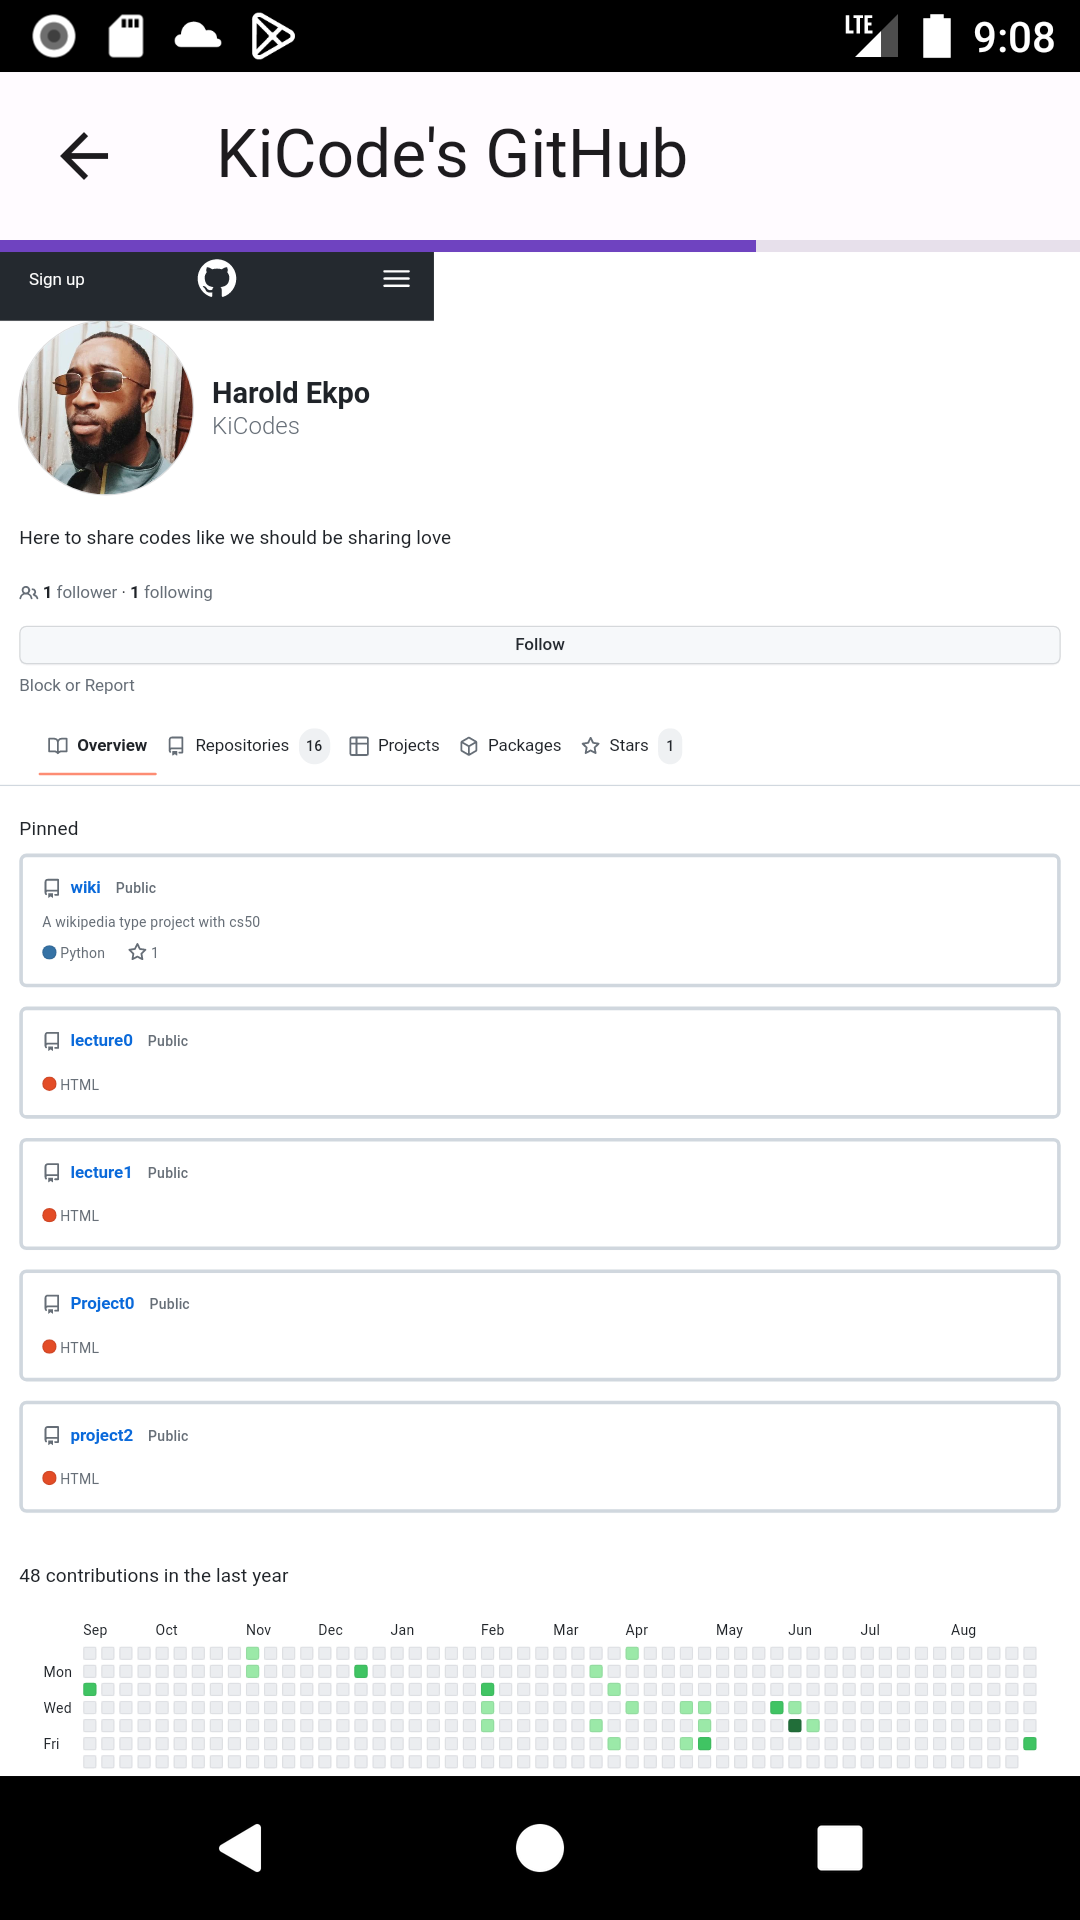 LTE 9:08
KiCode's GitHub
Sign up
Harold Ekpo
KiCodes
Here to share codes like we should be sharing love
1 follower · 1 following
Follow
Block or Report
Overview Repositories 16 Projects Packages Stars 1
Pinned
wiki Public
A wikipedia type project with cs50
Python 1
lecture0 Public
HTML
lecture1 Public
HTML
Project0 Public
HTML
project2 Public
HTML
48 contributions in the last year
Sep Oct Nov Dec Jan Feb Mar Apr May Jun Jul Aug
Mon
Wed
Fri